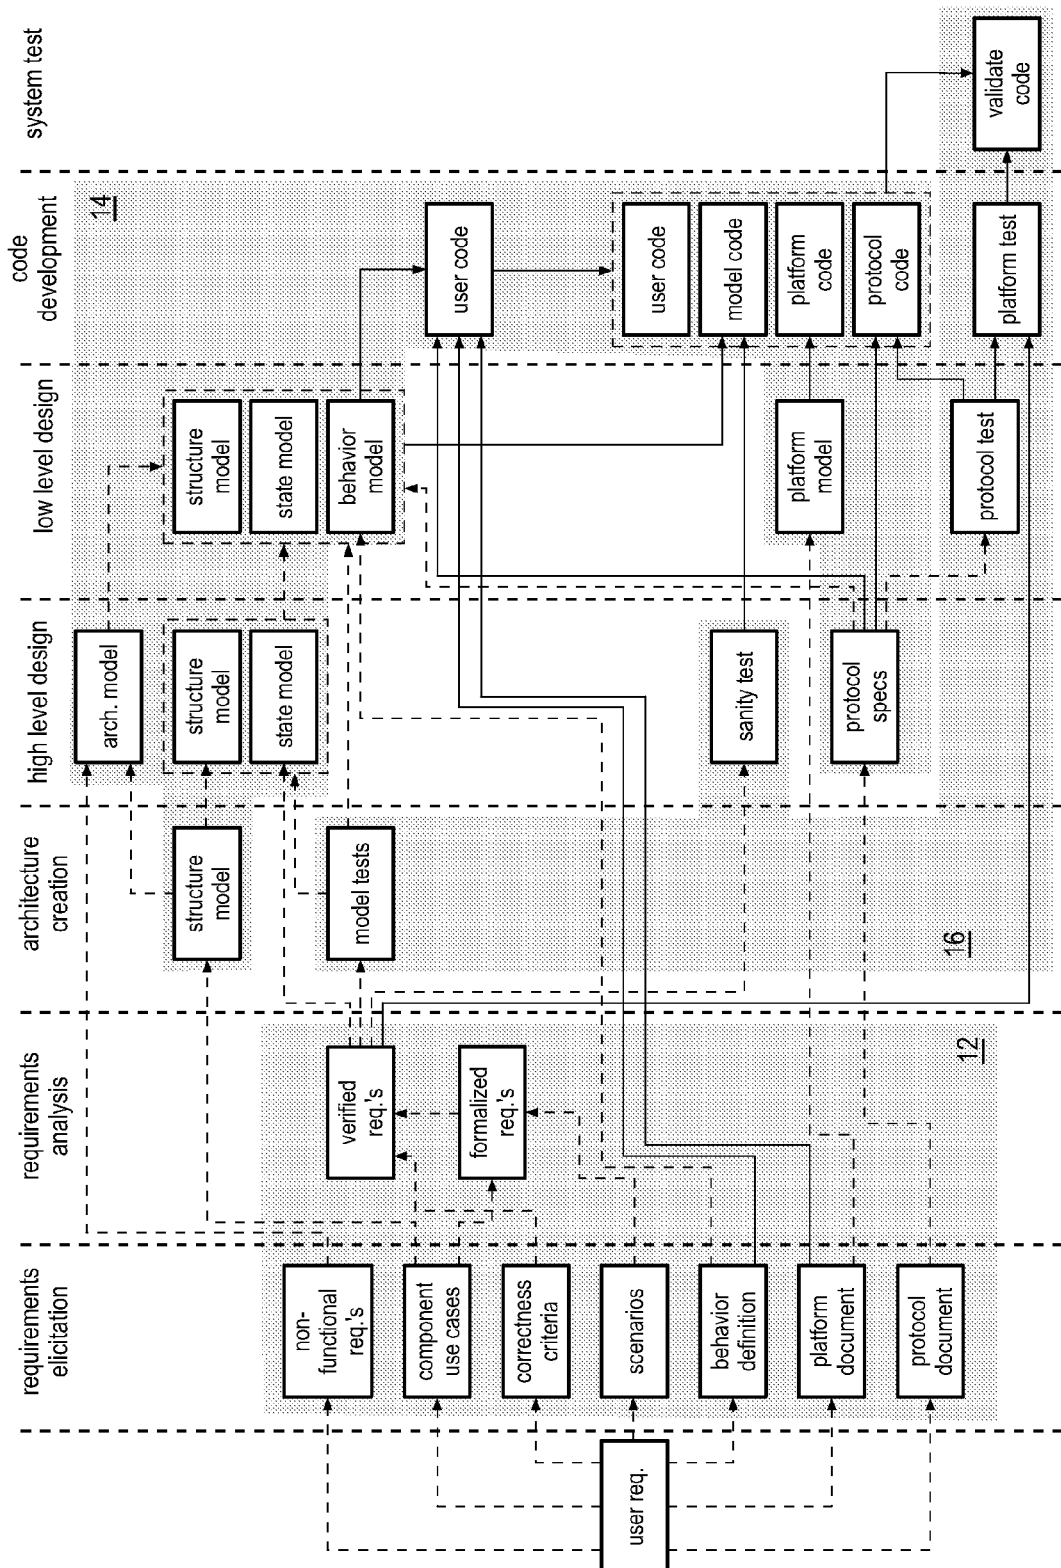 requirements
elicitation
requirements
analysis
architecture
creation
high level design
low level design
code
development
system test
user req.
non-
functional
req.'s
component
use cases
correctness
criteria
scenarios
behavior
definition
platform
document
protocol
document
verified
req.'s
formalized
req.'s
12
structure
model
model tests
16
arch. model
structure
model
state model
sanity test
protocol
specs
structure
model
state model
behavior
model
platform
model
protocol test
14
user code
user code
model code
platform
code
protocol
code
platform test
validate
code